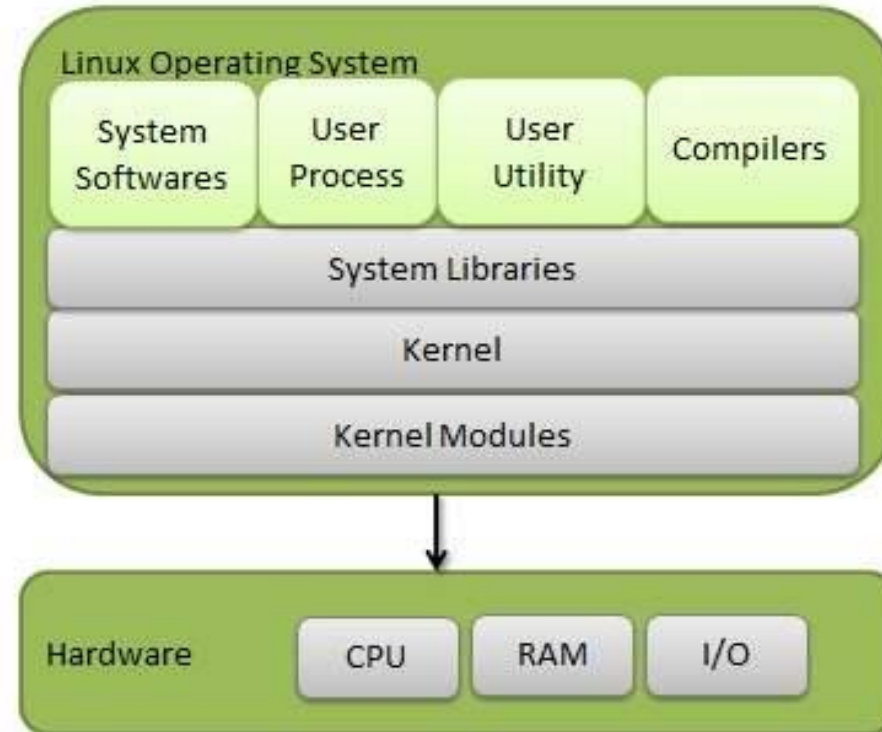 Linux Operating System
System
Softwares
User
Process
User
Utility
Compilers
System Libraries
Kernel
Kernel Modules
Hardware
CPU
RAM
I/O